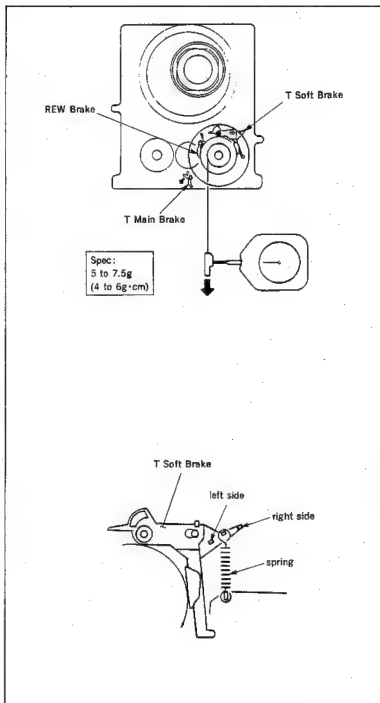 T Soft Brake
REW Brake
T Main Brake
Spec:
5 to 7.5g
(4 to 6g·cm)
T Soft Brake
left side
right side
spring